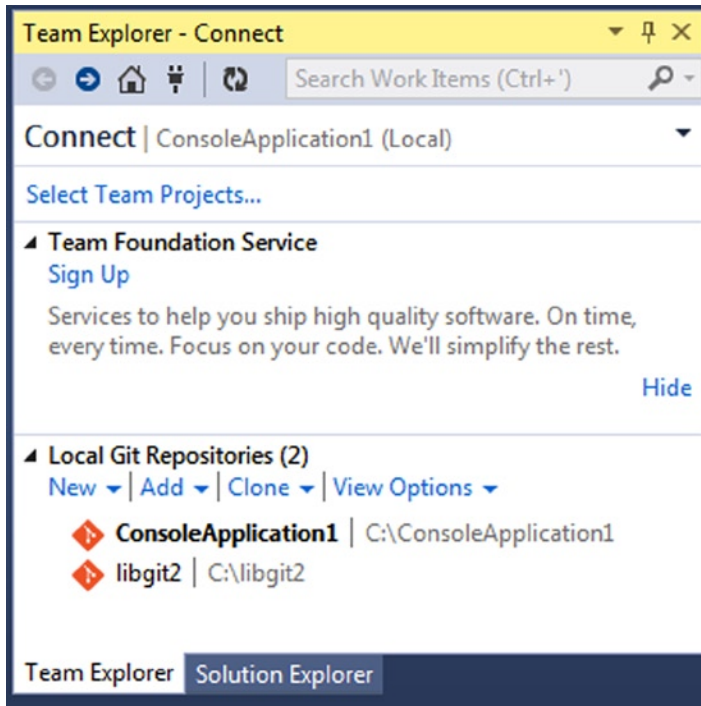 Team Explorer - Connect
Search Work Items (Ctrl+')
Connect | ConsoleApplication1 (Local)
Select Team Projects...
Team Foundation Service
Sign Up
Services to help you ship high quality software. On time,
every time. Focus on your code. We'll simplify the rest.
Hide
Local Git Repositories (2)
New | Add | Clone | View Options
ConsoleApplication1 | C:\ConsoleApplication1
libgit2 | C:\libgit2
Team Explorer Solution Explorer